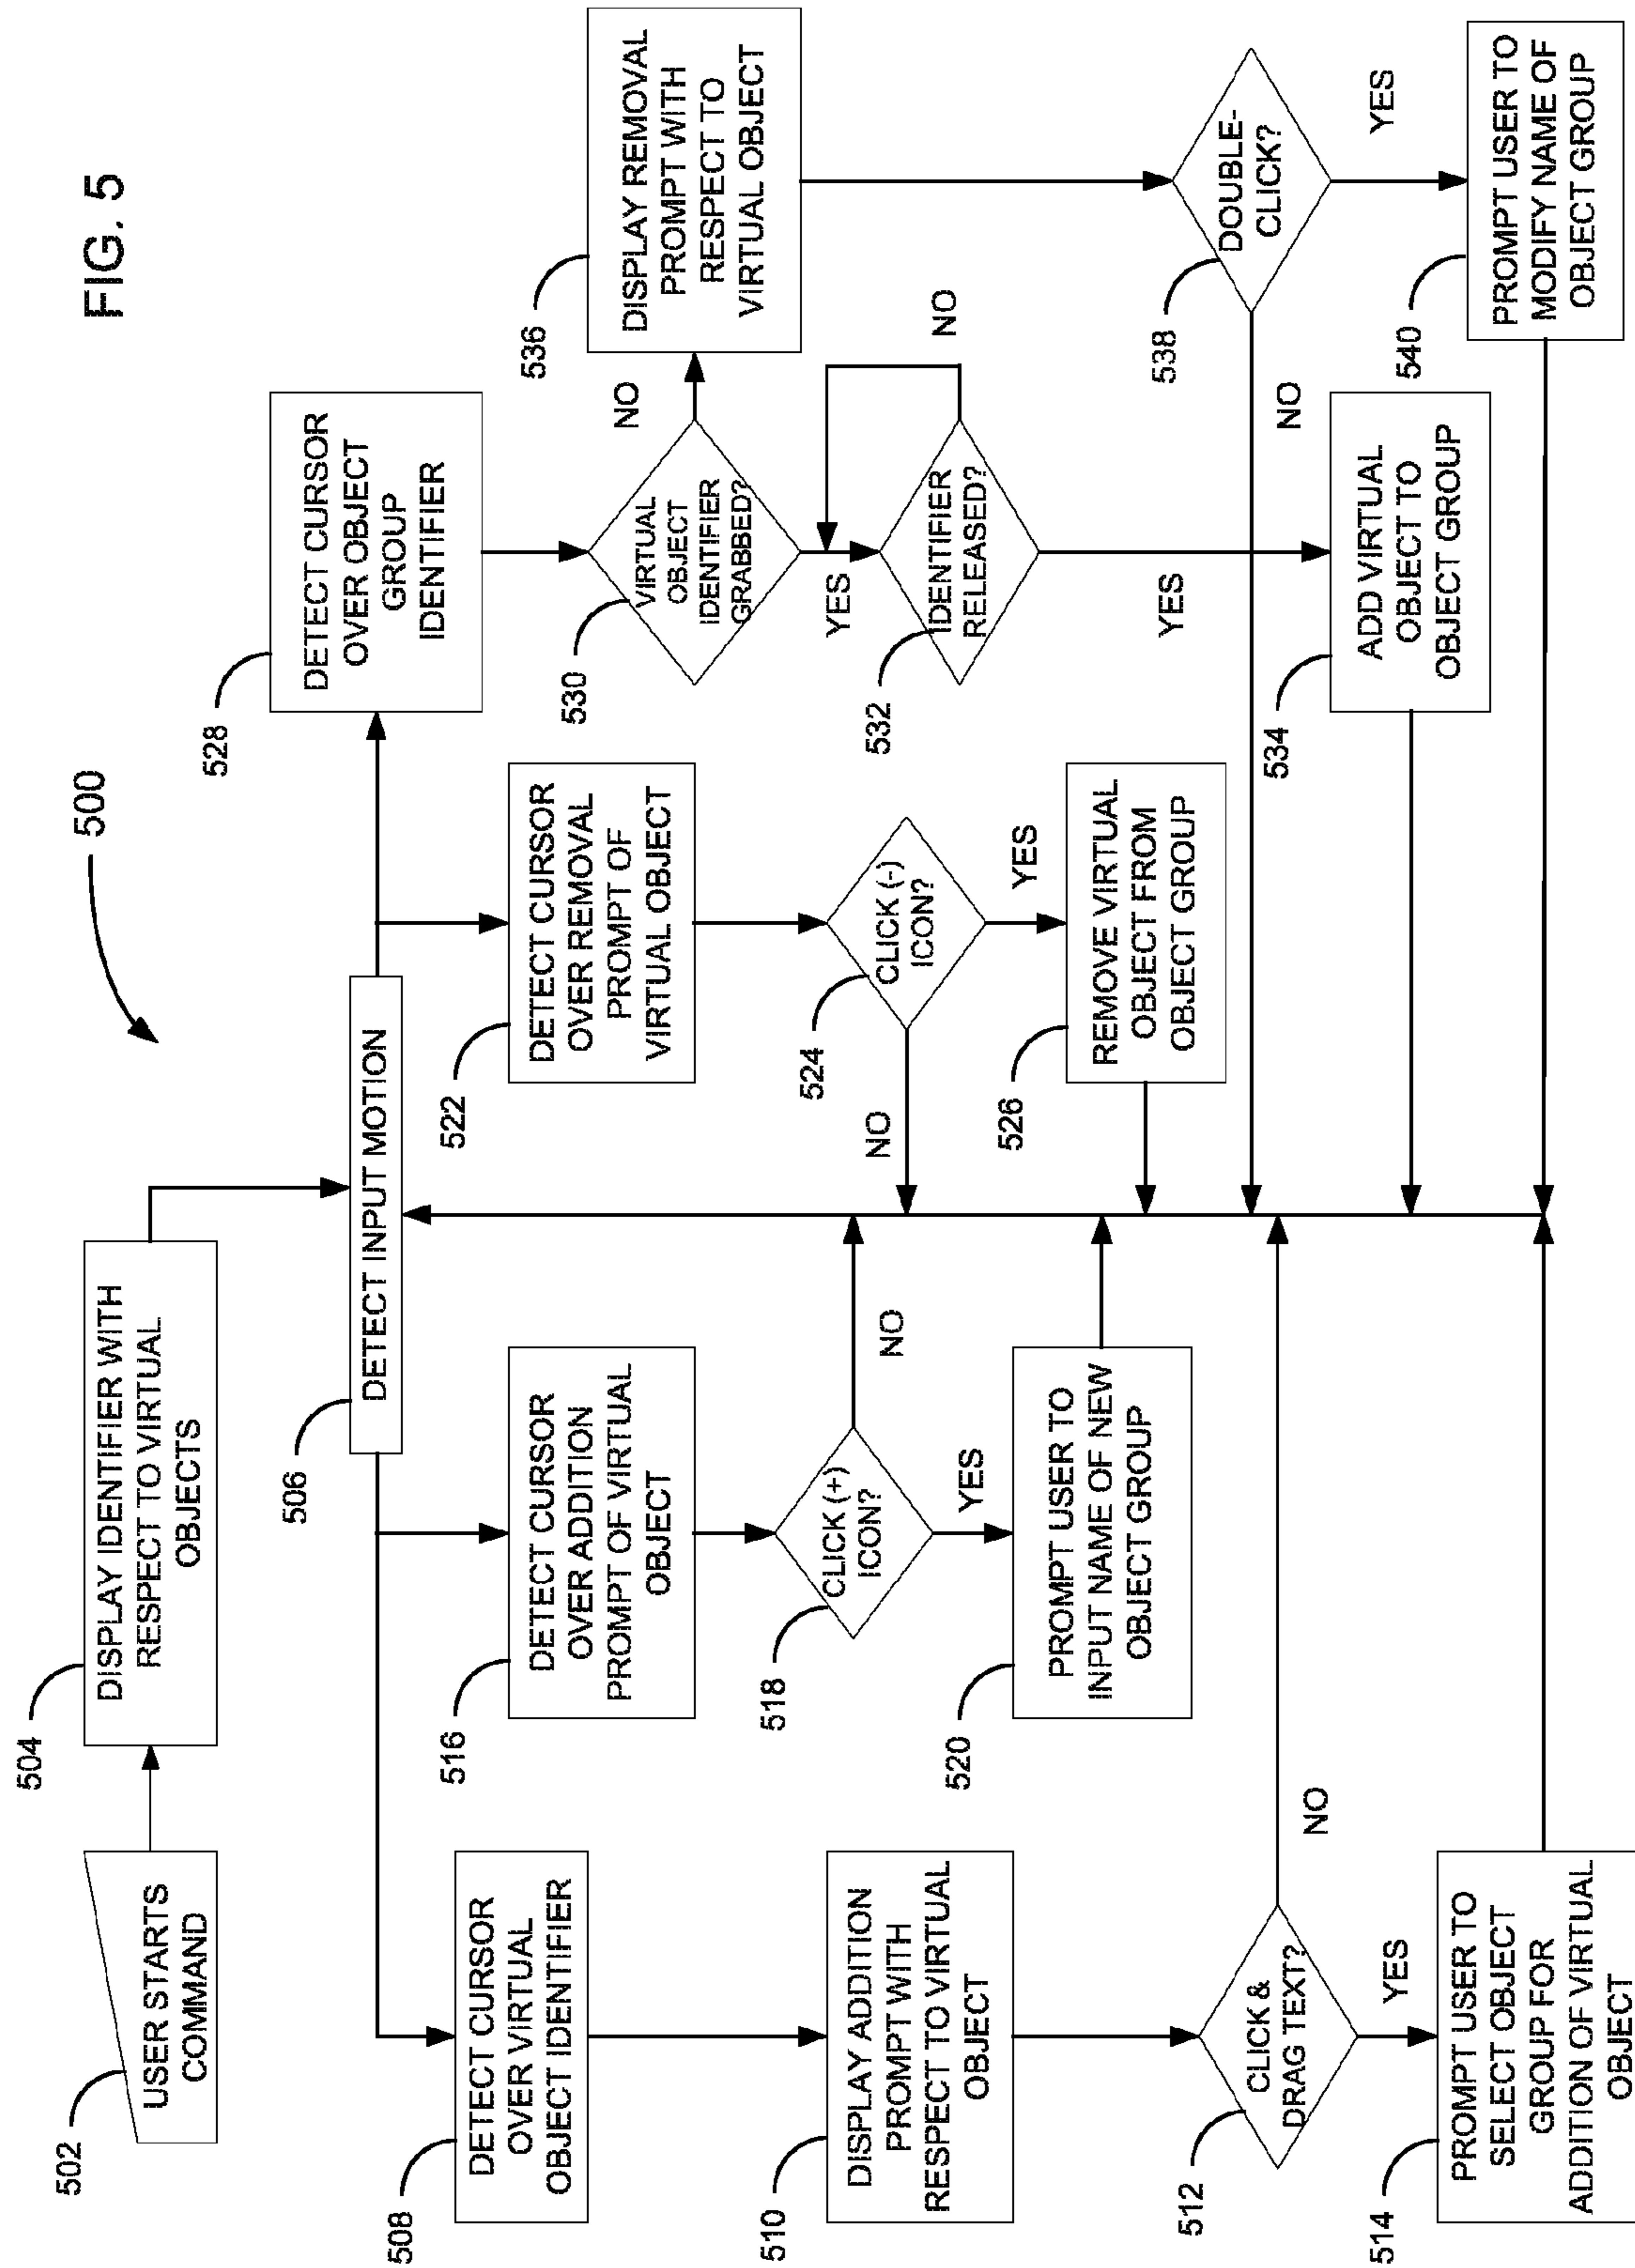 FIG. 5
500
502
USER STARTS
COMMAND
504
DISPLAY IDENTIFIER WITH
RESPECT TO VIRTUAL
OBJECTS
506
DETECT INPUT MOTION
508
DETECT CURSOR
OVER VIRTUAL
OBJECT IDENTIFIER
510
DISPLAY ADDITION
PROMPT WITH
RESPECT TO VIRTUAL
OBJECT
512
CLICK &
DRAG TEXT?
NO
YES
514
PROMPT USER TO
SELECT OBJECT
GROUP FOR
ADDITION OF VIRTUAL
OBJECT
516
DETECT CURSOR
OVER ADDITION
PROMPT OF VIRTUAL
OBJECT
518
CLICK (+)
ICON?
NO
YES
520
PROMPT USER TO
INPUT NAME OF NEW
OBJECT GROUP
522
DETECT CURSOR
OVER REMOVAL
PROMPT OF
VIRTUAL OBJECT
524
CLICK (-)
ICON?
NO
YES
526
REMOVE VIRTUAL
OBJECT FROM
OBJECT GROUP
528
DETECT CURSOR
OVER OBJECT
GROUP
IDENTIFIER
530
VIRTUAL
OBJECT
IDENTIFIER
GRABBED?
NO
YES
532
IDENTIFIER
RELEASED?
NO
YES
534
ADD VIRTUAL
OBJECT TO
OBJECT GROUP
536
DISPLAY REMOVAL
PROMPT WITH
RESPECT TO
VIRTUAL OBJECT
538
DOUBLE-
CLICK?
NO
YES
540
PROMPT USER TO
MODIFY NAME OF
OBJECT GROUP